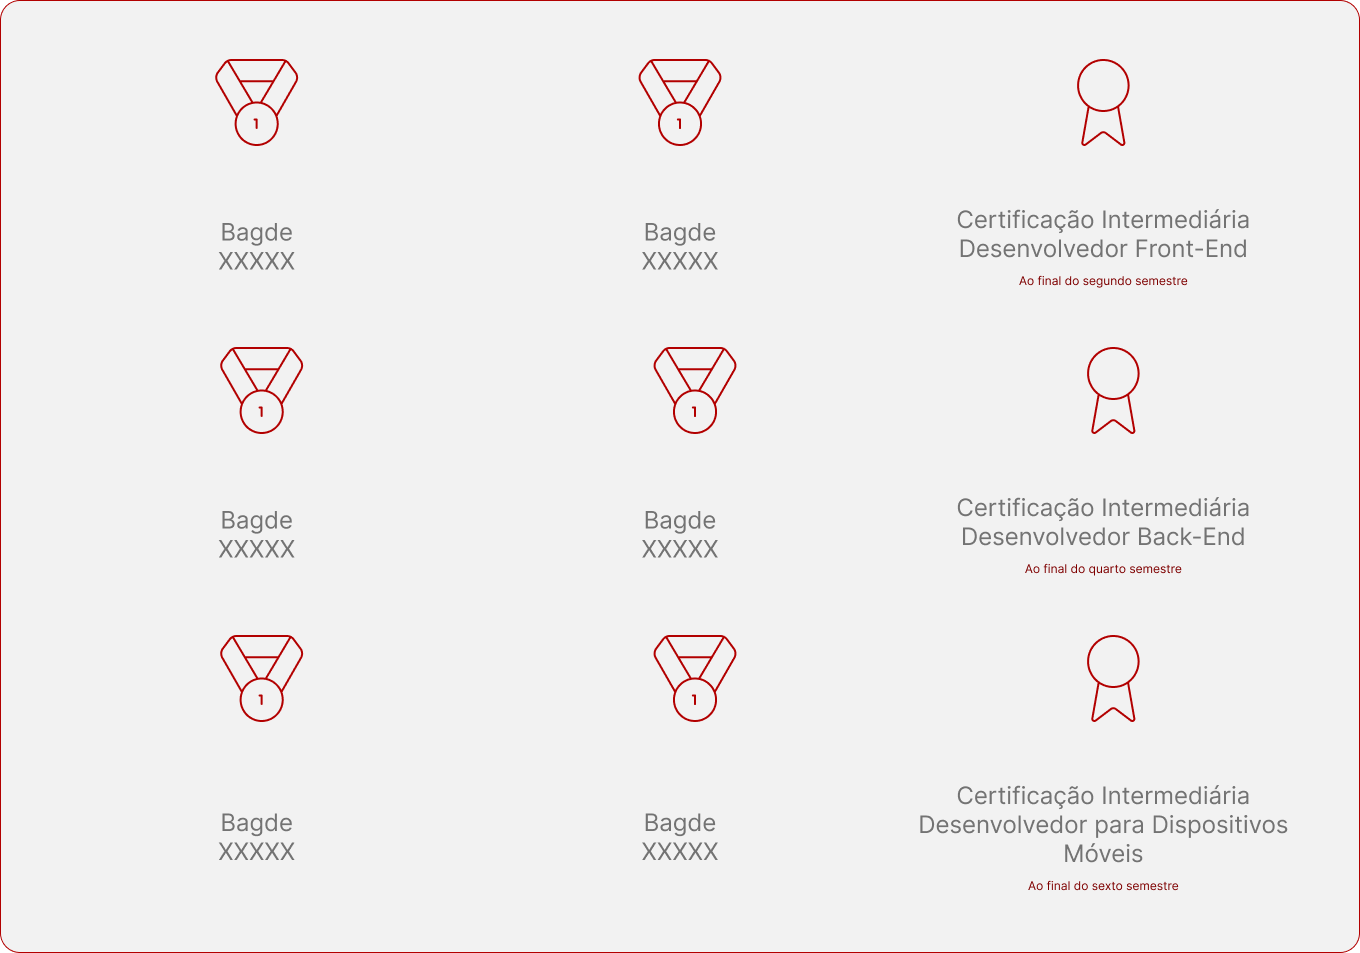 1
1
Bagde
XXXXX
Bagde
XXXXX
Certificação Intermediária
Desenvolvedor Front-End
Ao final do segundo semestre
1
1
Bagde
XXXXX
Bagde
XXXXX
Certificação Intermediária
Desenvolvedor Back-End
Ao final do quarto semestre
1
1
Bagde
XXXXX
Bagde
XXXXX
Certificação Intermediária
Desenvolvedor para Dispositivos
Móveis
Ao final do sexto semestre